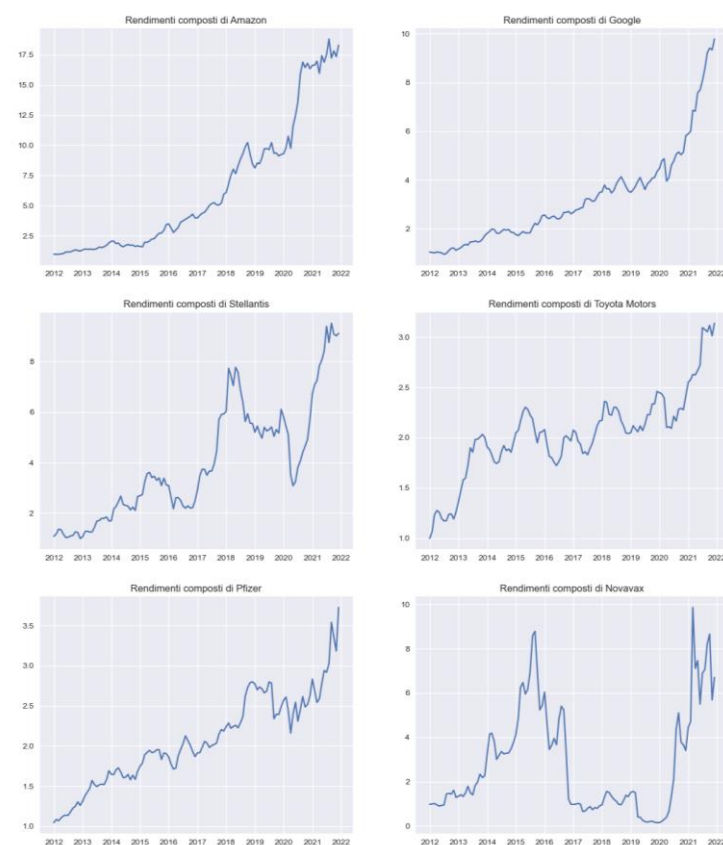 Rendimenti composti di Amazon
17.5
15.0
12.5
10.0
7.5
5.0
2.5
2012 2013 2014 2015 2016 2017 2018 2019 2020 2021 2022
Rendimenti composti di Google
10
8
6
4
2
2012 2013 2014 2015 2016 2017 2018 2019 2020 2021 2022
Rendimenti composti di Stellantis
8
6
4
2
2012 2013 2014 2015 2016 2017 2018 2019 2020 2021 2022
Rendimenti composti di Toyota Motors
3.0
2.5
2.0
1.5
1.0
2012 2013 2014 2015 2016 2017 2018 2019 2020 2021 2022
Rendimenti composti di Pfizer
3.5
3.0
2.5
2.0
1.5
1.0
2012 2013 2014 2015 2016 2017 2018 2019 2020 2021 2022
Rendimenti composti di Novavax
10
8
6
4
2
0
2012 2013 2014 2015 2016 2017 2018 2019 2020 2021 2022